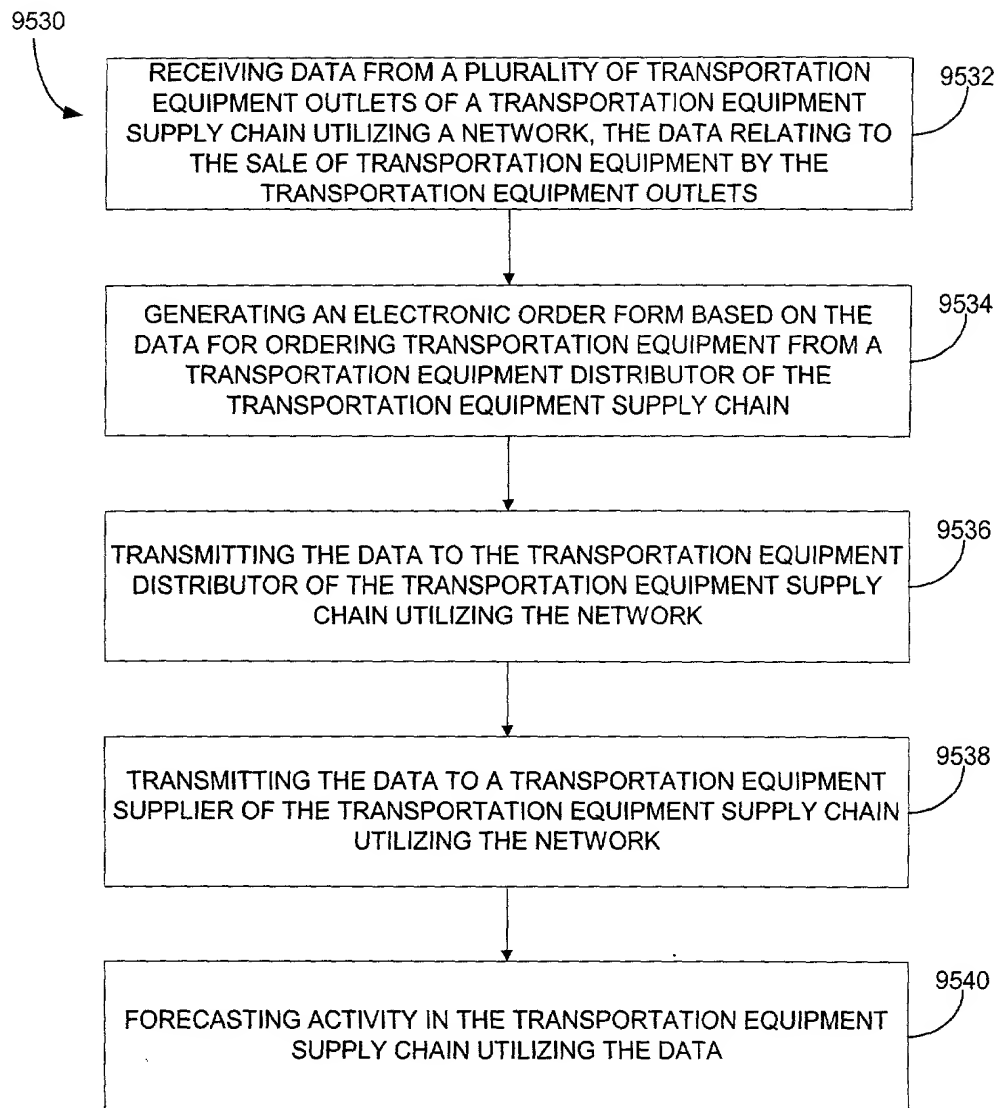 9530
RECEIVING DATA FROM A PLURALITY OF TRANSPORTATION
EQUIPMENT OUTLETS OF A TRANSPORTATION EQUIPMENT
SUPPLY CHAIN UTILIZING A NETWORK, THE DATA RELATING TO
THE SALE OF TRANSPORTATION EQUIPMENT BY THE
TRANSPORTATION EQUIPMENT OUTLETS
9532
GENERATING AN ELECTRONIC ORDER FORM BASED ON THE
DATA FOR ORDERING TRANSPORTATION EQUIPMENT FROM A
TRANSPORTATION EQUIPMENT DISTRIBUTOR OF THE
TRANSPORTATION EQUIPMENT SUPPLY CHAIN
9534
TRANSMITTING THE DATA TO THE TRANSPORTATION EQUIPMENT
DISTRIBUTOR OF THE TRANSPORTATION EQUIPMENT SUPPLY
CHAIN UTILIZING THE NETWORK
9536
TRANSMITTING THE DATA TO A TRANSPORTATION EQUIPMENT
SUPPLIER OF THE TRANSPORTATION EQUIPMENT SUPPLY CHAIN
UTILIZING THE NETWORK
9538
FORECASTING ACTIVITY IN THE TRANSPORTATION EQUIPMENT
SUPPLY CHAIN UTILIZING THE DATA
9540